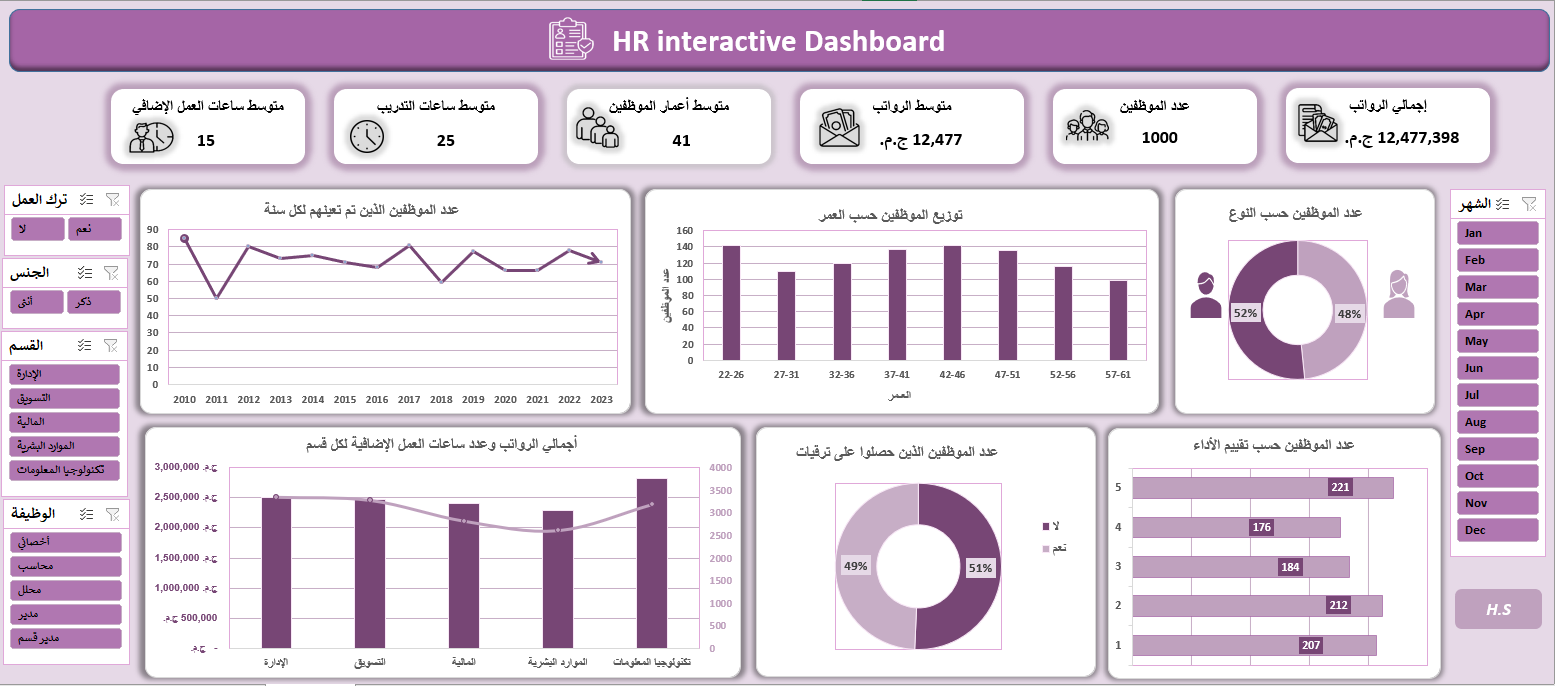 HR interactive Dashboard
إجمالي الرواتب
12,477,398 ج.م.
عدد الموظفين
1000
متوسط الرواتب
12,477 ج.م.
متوسط أعمار الموظفين
41
متوسط ساعات التدريب
25
متوسط ساعات العمل الإضافي
15
الشهر
Jan
Feb
Mar
Apr
May
Jun
Jul
Aug
Sep
Oct
Nov
Dec
H.S
عدد الموظفين حسب النوع
52%
48%
توزيع الموظفين حسب العمر
عدد الموظفين
160
140
120
100
80
60
40
20
0
22-26
27-31
32-36
37-41
42-46
47-51
52-56
57-61
العمر
عدد الموظفين الذين تم تعينهم لكل سنة
90
80
70
60
50
40
30
20
10
0
2010
2011
2012
2013
2014
2015
2016
2017
2018
2019
2020
2021
2022
2023
ترك العمل
نعم
لا
الجنس
ذكر
أنثى
القسم
الإدارة
التسويق
المالية
الموارد البشرية
تكنولوجيا المعلومات
الوظيفة
أخصائي
محاسب
محلل
مدير
مدير قسم
عدد الموظفين حسب تقييم الأداء
5
221
4
176
3
184
2
212
1
207
عدد الموظفين الذين حصلوا على ترقيات
49%
51%
لا
نعم
أجمالي الرواتب وعدد ساعات العمل الإضافية لكل قسم
ج.م. 3,000,000
ج.م. 2,500,000
ج.م. 2,000,000
ج.م. 1,500,000
ج.م. 1,000,000
ج.م. 500,000
ج.م. -
4000
3500
3000
2500
2000
1500
1000
500
0
الإدارة
التسويق
المالية
الموارد البشرية
تكنولوجيا المعلومات